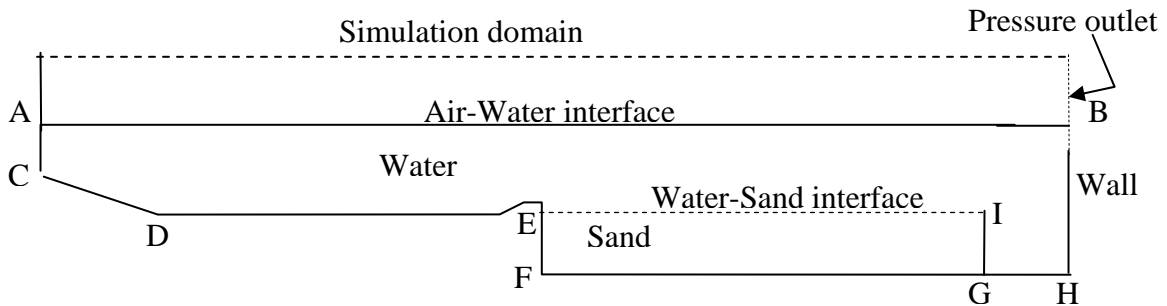 Pressure outlet
Simulation domain
A
B
Air-Water interface
C
Water
Wall
Water-Sand interface
D
E
I
Sand
F
G
H